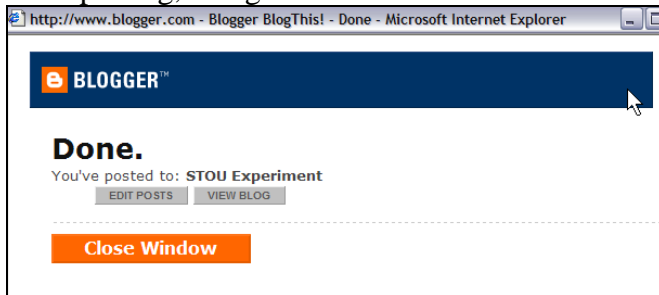 http://www.blogger.com - Blogger BlogThis! - Done - Microsoft Internet Explorer
BLOGGER™
Done.
You've posted to: STOU Experiment
EDIT POSTS VIEW BLOG
Close Window